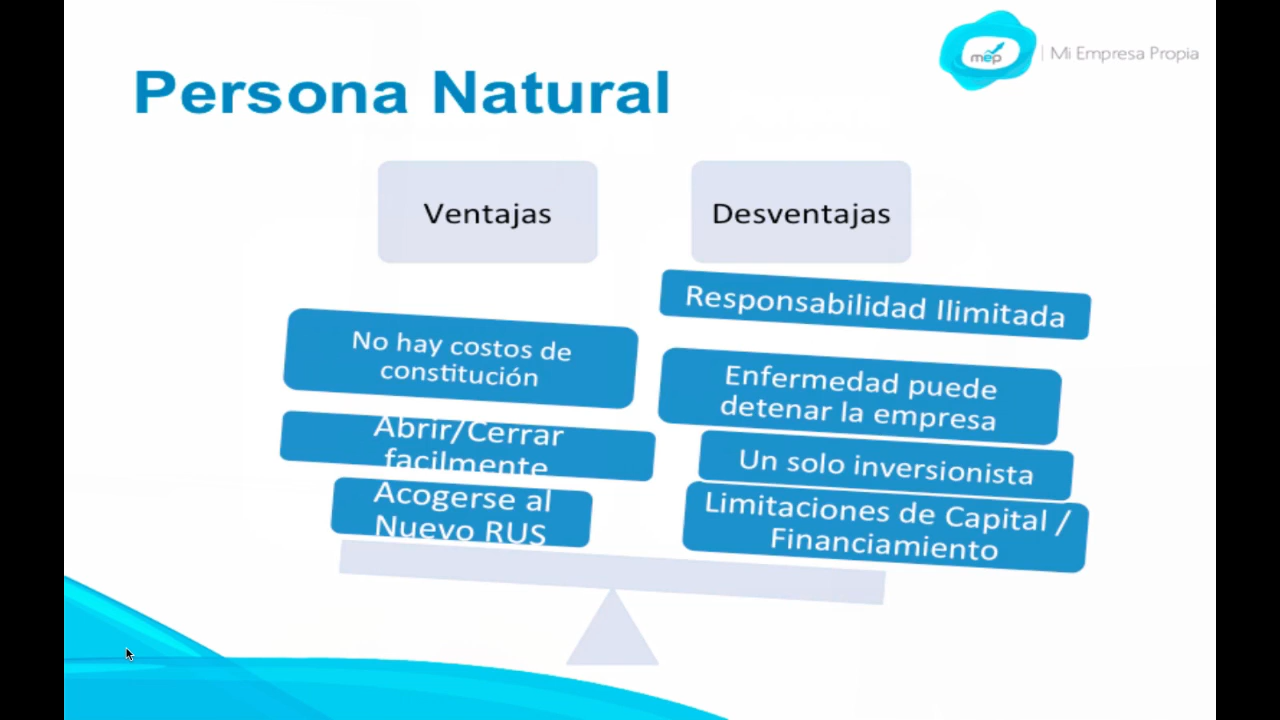 mep | Mi Empresa Propia
Persona Natural
Ventajas
No hay costos de
constitución
Abrir/Cerrar
facilmente
Acogerse al
Nuevo RUS
Desventajas
Responsabilidad Ilimitada
Enfermedad puede
detenar la empresa
Un solo inversionista
Limitaciones de Capital /
Financiamiento